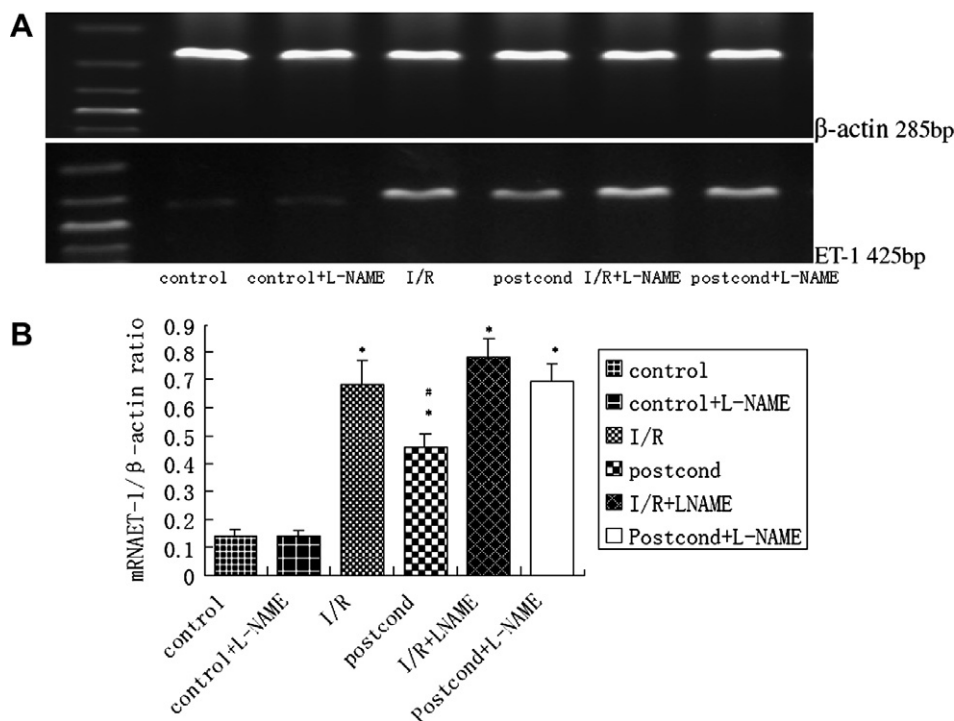 A
β-actin 285bp
ET-1 425bp
control control+L-NAME I/R postcond I/R+L-NAME postcond+L-NAME
B
mRNAET-1/β-actin ratio
0.9
0.8
0.7
0.6
0.5
0.4
0.3
0.2
0.1
0
*
#
*
*
*
control
control+L-NAME
I/R
postcond
I/R+LNAME
Postcond+L-NAME
control
control+L-NAME
I/R
postcond
I/R+LNAME
Postcond+L-NAME